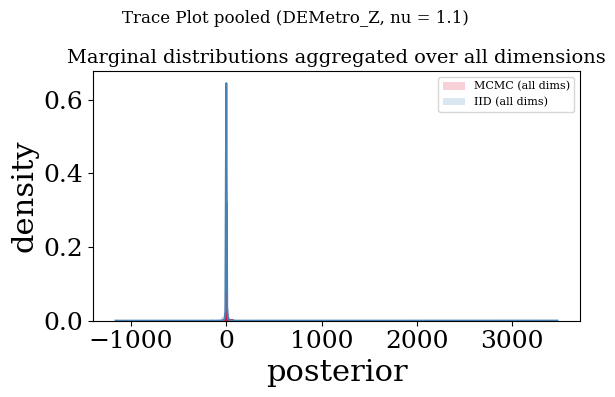 Trace Plot pooled (DEMetro_Z, nu = 1.1)
Marginal distributions aggregated over all dimensions
MCMC (all dims)
IID (all dims)
density
0.6
0.4
0.2
0.0
−1000 0 1000 2000 3000
posterior